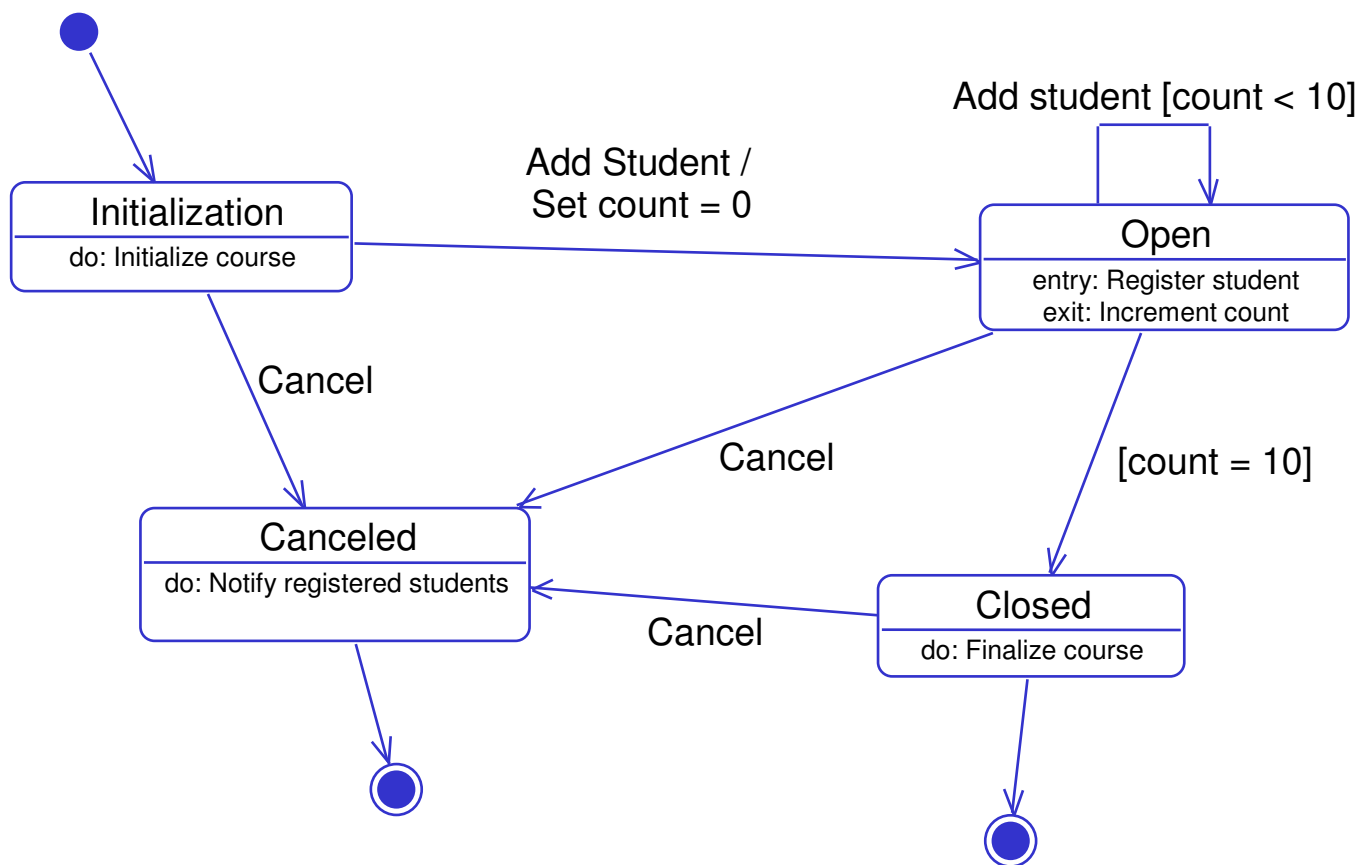 Add student [count < 10]
Add Student /
Set count = 0
Initialization
do: Initialize course
Open
entry: Register student
exit: Increment count
Cancel
Cancel
[count = 10]
Canceled
do: Notify registered students
Closed
do: Finalize course
Cancel